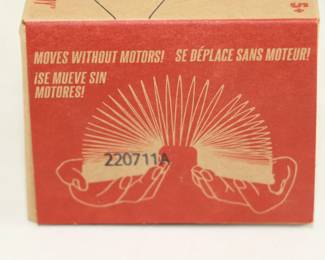 MOVES WITHOUT MOTORS! SE DÉPLACE SANS MOTEUR!
¡SE MUEVE SIN
MOTORES!
220711A